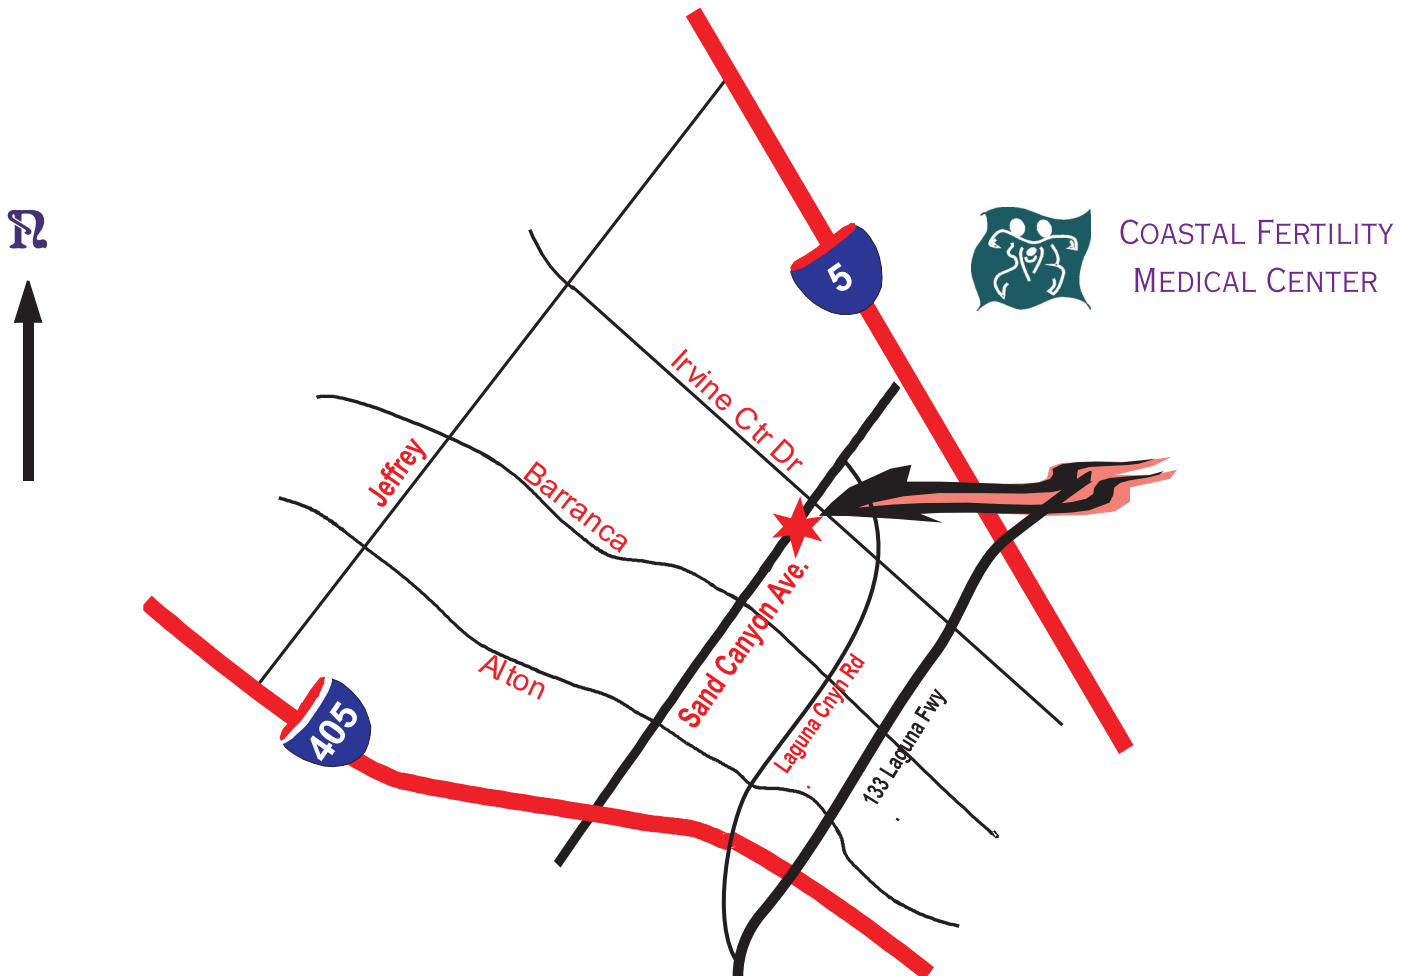 N
5
COASTAL FERTILITY
MEDICAL CENTER
Irvine Ctr Dr
Jeffrey
Barranca
Sand Canyon Ave.
Alton
Laguna Cnyn Rd
133 Laguna Fwy
405